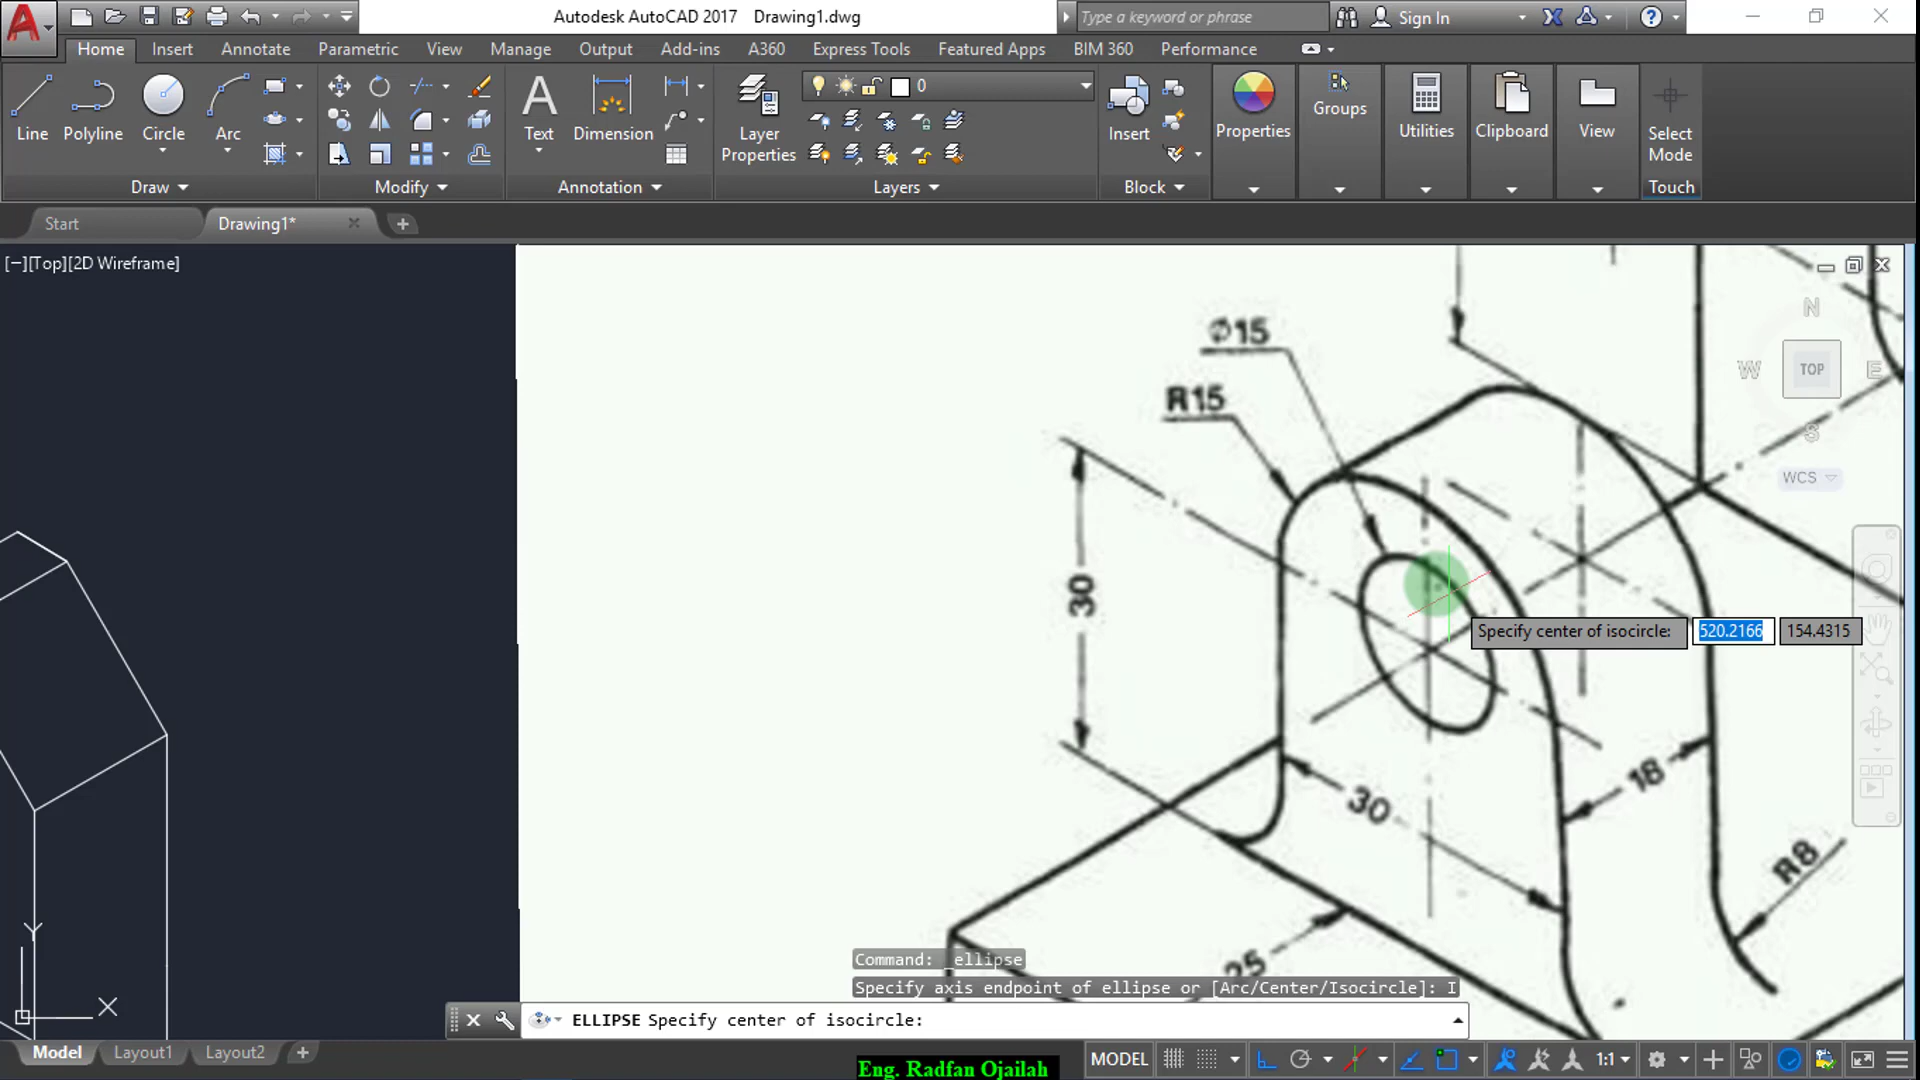 Autodesk AutoCAD 2017 Drawing1.dwg
Type a keyword or phrase
Sign In
Home Insert Annotate Parametric View Manage Output Add-ins A360 Express Tools Featured Apps BIM 360 Performance
Line Polyline Circle Arc
Text Dimension
Layer Properties
0
Insert
Properties
Groups
Utilities
Clipboard
View
Select Mode
Draw Modify Annotation Layers Block Touch
Start Drawing1*
[−][Top][2D Wireframe]
N
W TOP E
S
WCS
Ø15
R15
30
Specify center of isocircle: 520.2166 154.4315
18
30
R8
25
Y
X
Command: _ellipse
Specify axis endpoint of ellipse or [Arc/Center/Isocircle]: I
ELLIPSE Specify center of isocircle:
Model Layout1 Layout2
MODEL 1:1
Eng. Radfan Ojailah